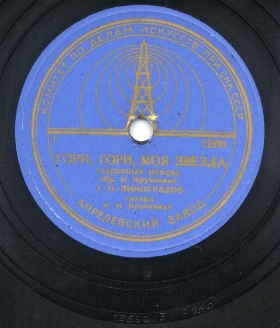 КОМИТЕТ ПО ДЕЛАМ ИСКУССТВ ПРИ СНК СССР
ГОРИ, ГОРИ, МОЯ ЗВЕЗДА
старинный романс
обр. Н. Кручинина
Г. П. ВИНОГРАДОВ
гитара
Н. Н. Кручинин
АПРЕЛЕВСКИЙ ЗАВОД